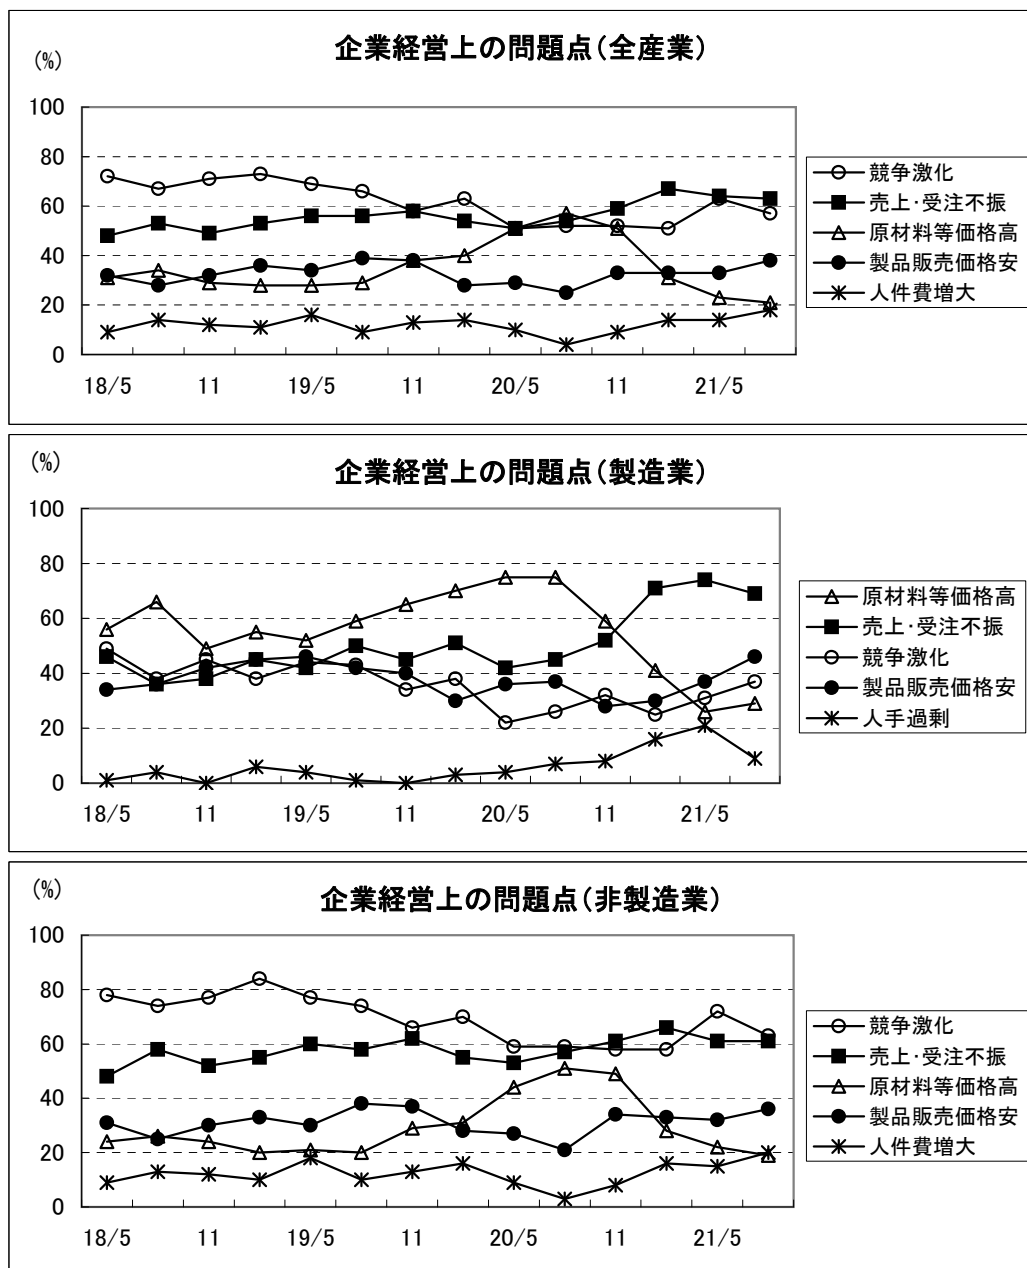 企業経営上の問題点(全産業)
(%)
100
80
60
40
20
0
18/5 11 19/5 11 20/5 11 21/5
競争激化
売上・受注不振
原材料等価格高
製品販売価格安
人件費増大
企業経営上の問題点(製造業)
(%)
100
80
60
40
20
0
18/5 11 19/5 11 20/5 11 21/5
原材料等価格高
売上・受注不振
競争激化
製品販売価格安
人手過剰
企業経営上の問題点(非製造業)
(%)
100
80
60
40
20
0
18/5 11 19/5 11 20/5 11 21/5
競争激化
売上・受注不振
原材料等価格高
製品販売価格安
人件費増大